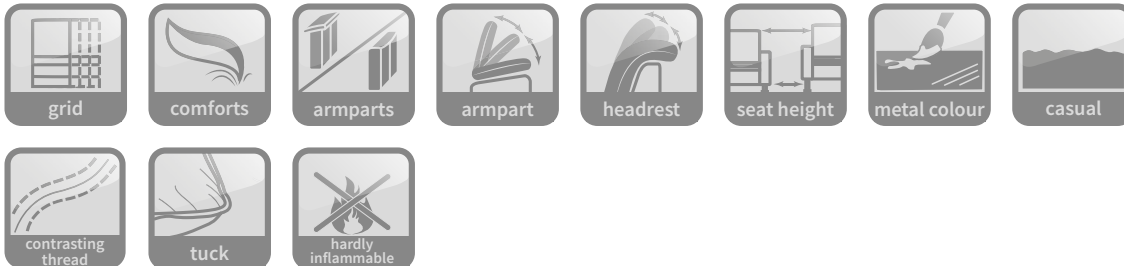 grid
comforts
armparts
armpart
headrest
seat height
metal colour
casual
contrasting
thread
tuck
hardly
inflammable